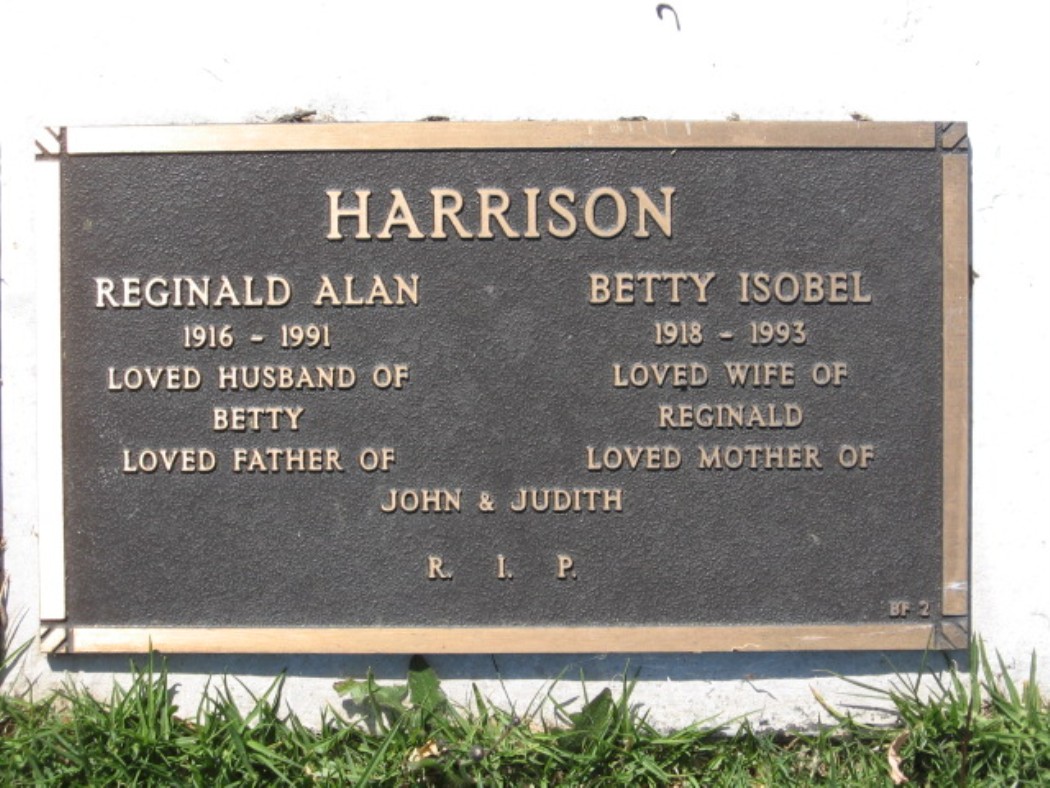 HARRISON
REGINALD ALAN
1916 - 1991
LOVED HUSBAND OF
BETTY
LOVED FATHER OF
BETTY ISOBEL
1918 - 1993
LOVED WIFE OF
REGINALD
LOVED MOTHER OF
JOHN & JUDITH
R. I. P.
BF 2